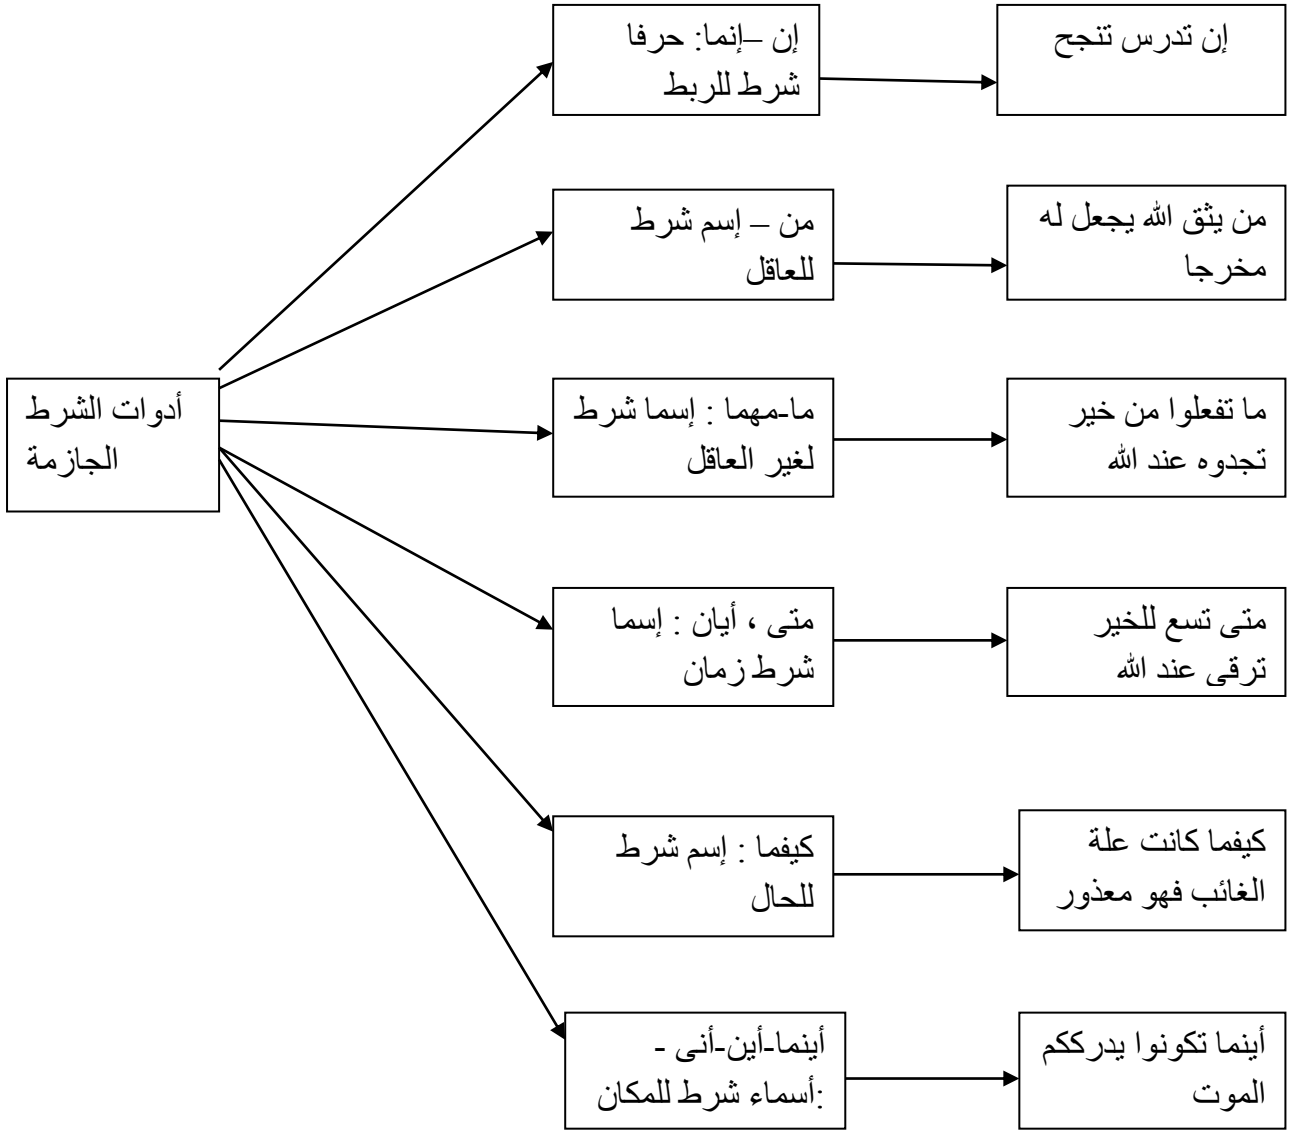 أدوات الشرط
الجازمة
إن –إنما: حرفا
شرط للربط
إن تدرس تنجح
من – إسم شرط
للعاقل
من يثق الله يجعل له
مخرجا
ما-مهما : إسما شرط
لغير العاقل
ما تفعلوا من خير
تجدوه عند الله
متى ، أيان : إسما
شرط زمان
متى تسع للخير
ترقى عند الله
كيفما : إسم شرط
للحال
كيفما كانت علة
الغائب فهو معذور
أينما-أين-أنى -
:أسماء شرط للمكان
أينما تكونوا يدرككم
الموت